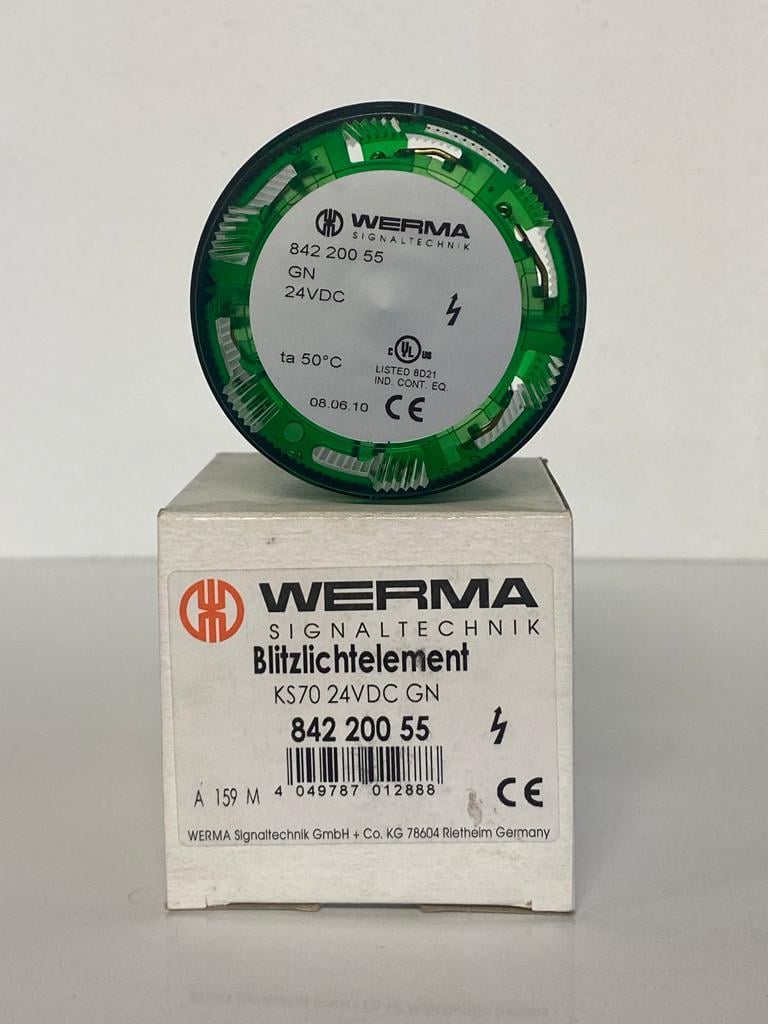 WERMA
SIGNALTECHNIK
842 200 55
GN
24VDC
ta 50°C
c UL us
LISTED 8D21
IND. CONT. EQ.
08.06.10 CE
WERMA
SIGNALTECHNIK
Blitzlichtelement
KS70 24VDC GN
842 200 55
A 159 M 4 049787 012888 CE
WERMA Signaltechnik GmbH + Co. KG 78604 Rietheim Germany